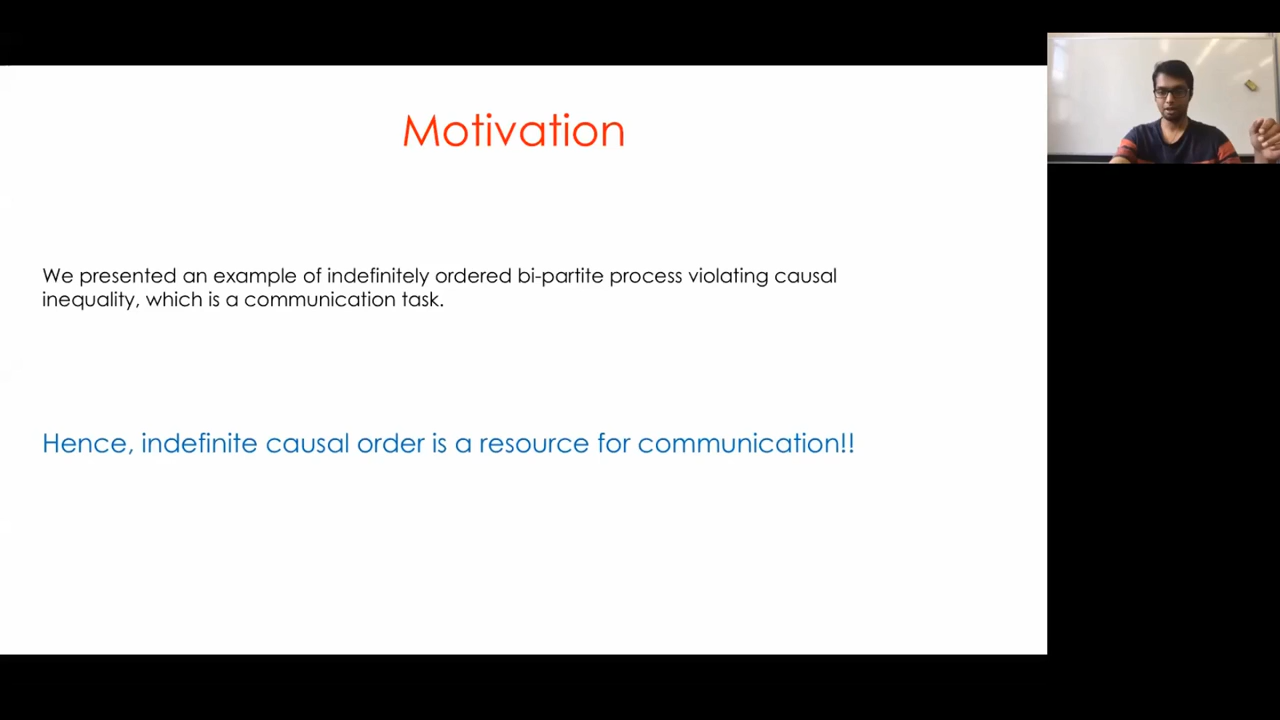 Motivation
We presented an example of indefinitely ordered bi-partite process violating causal
inequality, which is a communication task.
Hence, indefinite causal order is a resource for communication!!